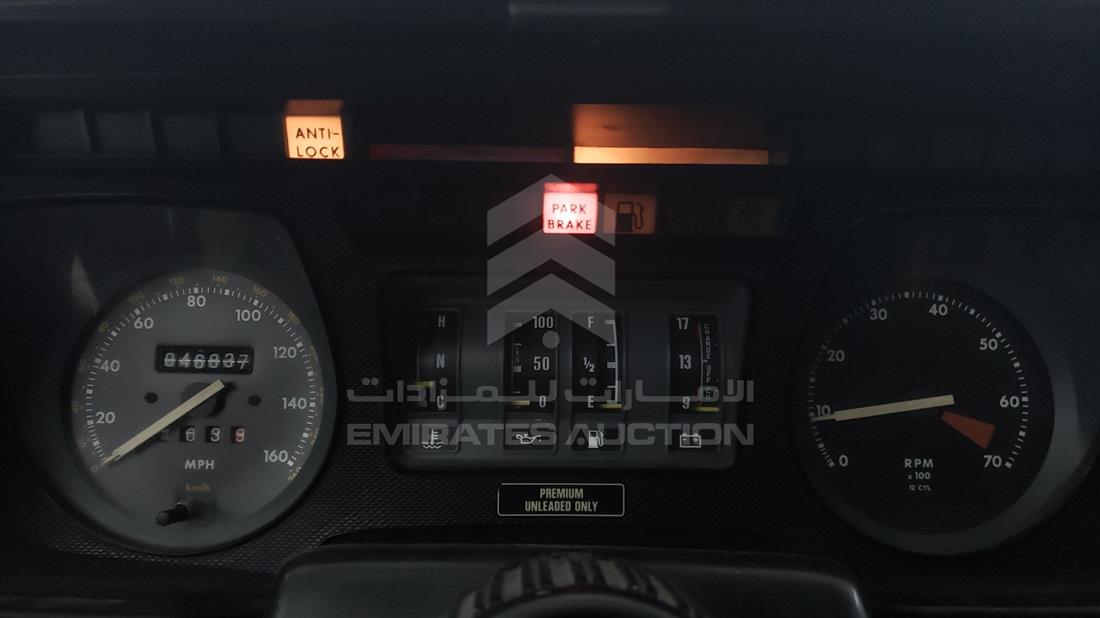 ANTI-
LOCK
PARK
BRAKE
0 20 40 60 80 100 120 140 160
MPH
km/h
H
N
C
100
50
0
F
1/2
E
17
13
9
الامارات للمزادات
EMIRATES AUCTION
PREMIUM
UNLEADED ONLY
0 10 20 30 40 50 60 70
RPM
x 100
12 CYL